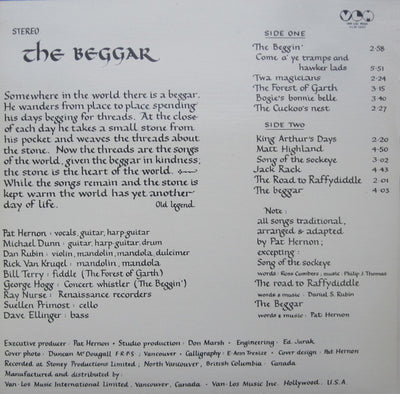 STEREO
The BEGGAR
Somewhere in the world there is a beggar.
He wanders from place to place spending
his days begging for threads. At the close
of each day he takes a small stone from
his pocket and weaves the threads about
the stone. Now the threads are the songs
of the world, given the beggar in kindness;
the stone is the heart of the world.
While the songs remain and the stone is
kept warm the world has yet another
day of life. Old legend.
Pat Hernon : vocals, guitar, harp guitar
Michael Dunn : guitar, harp guitar, drum
Dan Rubin : violin, mandolin, mandola, dulcimer
Rick Van Krugel : mandolin, mandola
Bill Terry : fiddle (The Forest of Garth)
George Hogg : Concert whistler (The Beggin')
Ray Nurse : Renaissance recorders
Suellen Primost : cello
Dave Ellinger : bass
VLM
SIDE ONE
The Beggin' 2·58
Come a' ye tramps and
hawker lads 5·51
Twa magicians 2·24
The Forest of Garth 3·15
Bogie's bonnie belle 3·40
The Cuckoo's nest 2·27
SIDE TWO
King Arthur's Days 2·20
Matt Highland 4·50
Song of the sockeye 3·02
Jack Rack 4·43
The Road to Raffydiddle 2·01
The beggar 4·03
Note :
all songs traditional,
arranged & adapted
by Pat Hernon;
excepting :
Song of the sockeye
words : Ross Cumbers ; music : Philip J. Thomas
The road to Raffydiddle
words & music : Daniel S. Rubin
The Beggar
words & music : Pat Hernon
Executive producer : Pat Hernon • Studio production : Don Marsh • Engineering : Ed. Jurak
Cover photo : Duncan McDougall F·R·P·S ; Vancouver • Calligraphy : E·Ann Tresize • Cover design : Pat Hernon
Recorded at Stoney Productions Limited, North Vancouver, British Columbia · Canada
Manufactured and distributed by :
Van-Los Music International Limited, Vancouver, Canada • Van-Los Music Inc. Hollywood, U.S.A.